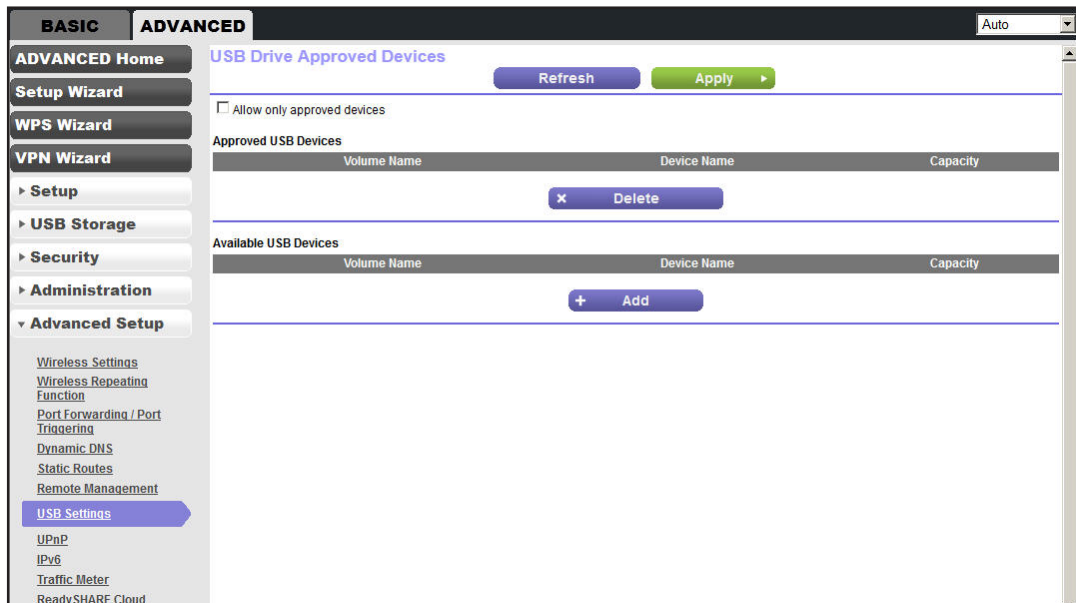 BASIC
ADVANCED
Auto
ADVANCED Home
Setup Wizard
WPS Wizard
VPN Wizard
Setup
USB Storage
Security
Administration
Advanced Setup
Wireless Settings
Wireless Repeating
Function
Port Forwarding / Port
Triggering
Dynamic DNS
Static Routes
Remote Management
USB Settings
UPnP
IPv6
Traffic Meter
ReadySHARE Cloud
USB Drive Approved Devices
Refresh
Apply
Allow only approved devices
Approved USB Devices
Volume Name Device Name Capacity
Delete
Available USB Devices
Volume Name Device Name Capacity
Add